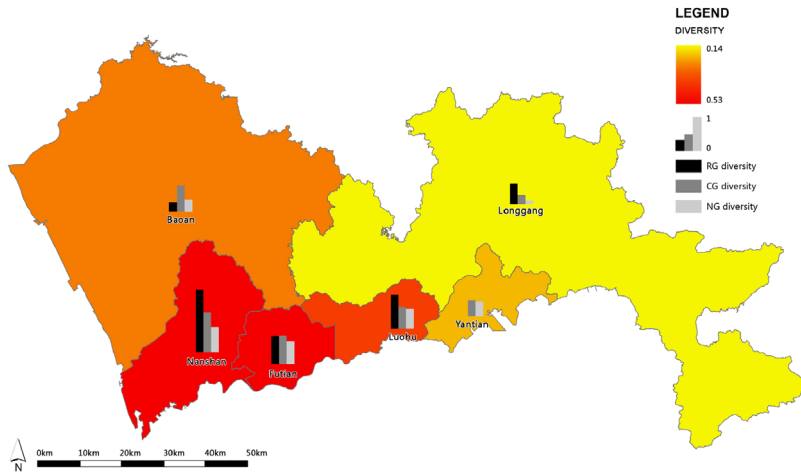 LEGEND
DIVERSITY
0.14
0.53
1
0
RG diversity
CG diversity
NG diversity
Baoan
Longgang
Nanshan
Futian
Luohu
Yantian
N
0km 10km 20km 30km 40km 50km